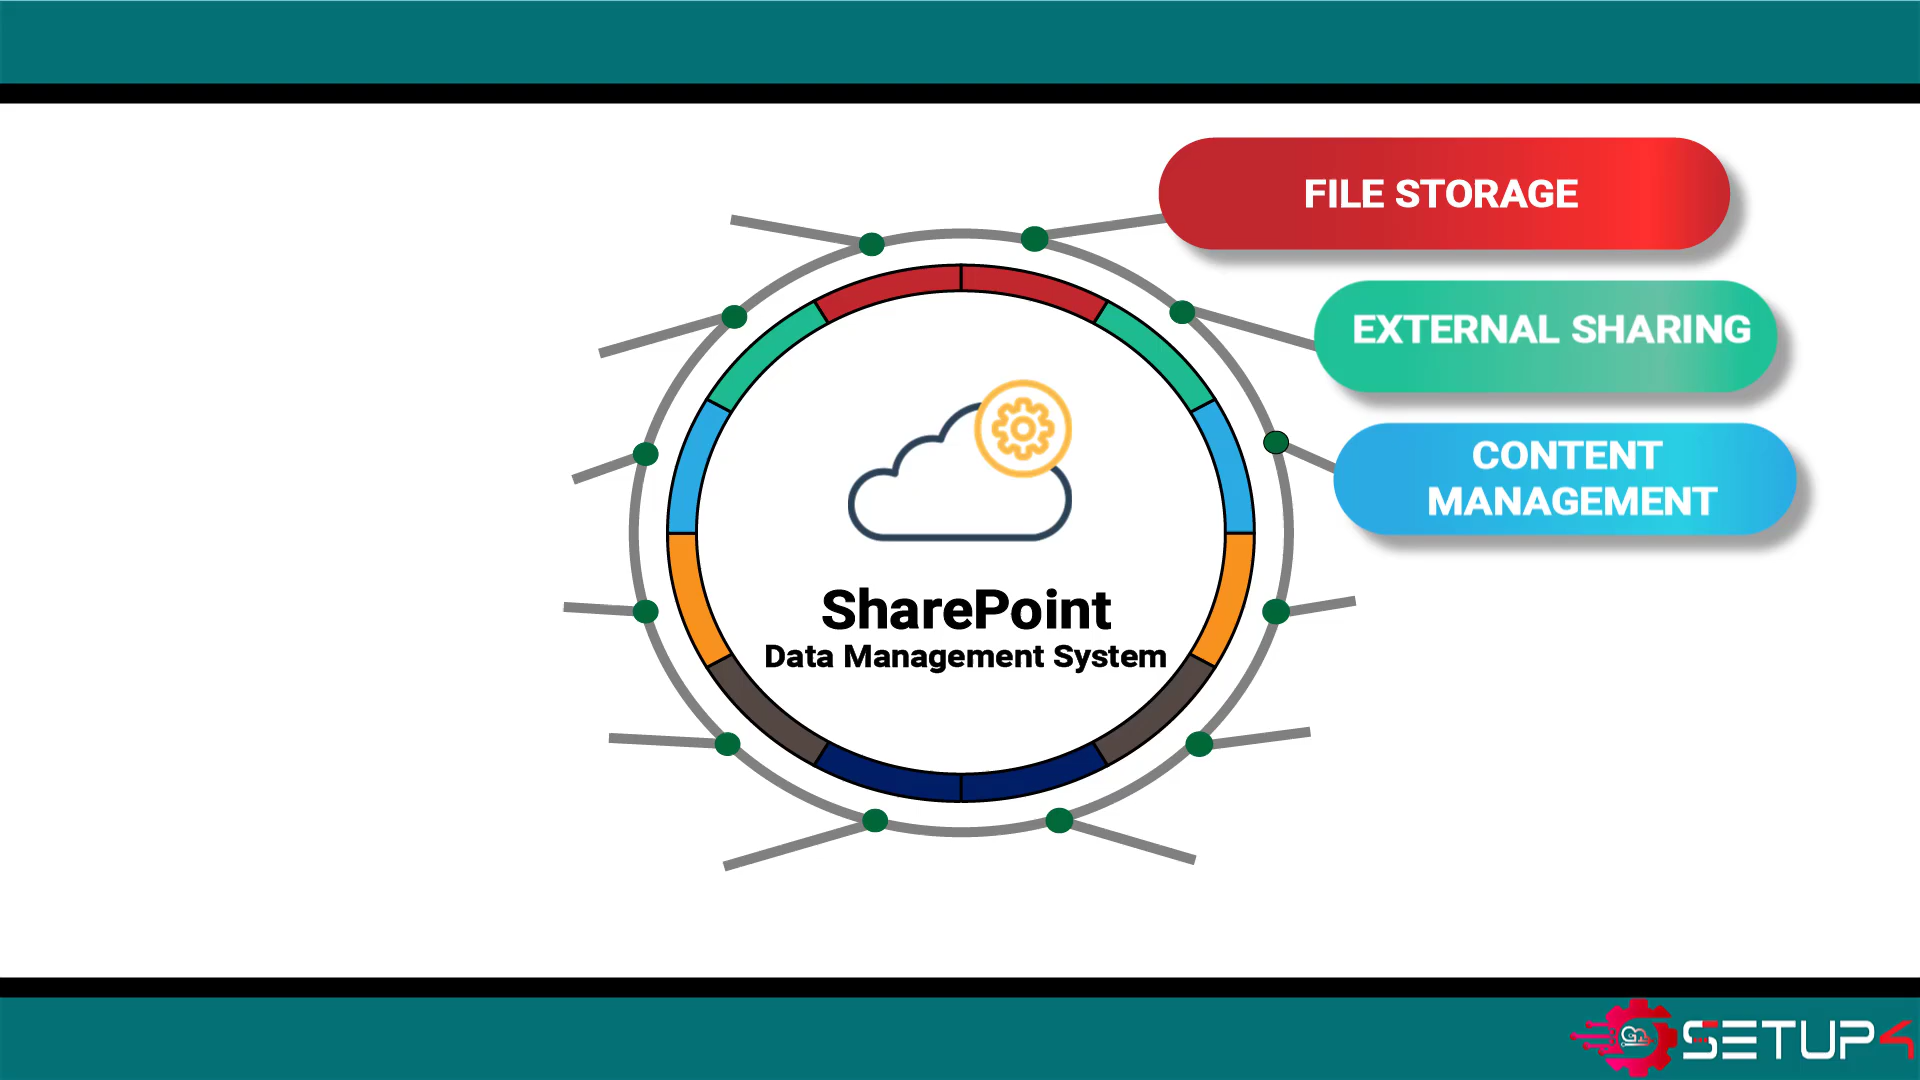 FILE STORAGE
EXTERNAL SHARING
CONTENT
MANAGEMENT
SharePoint
Data Management System
SETUP4